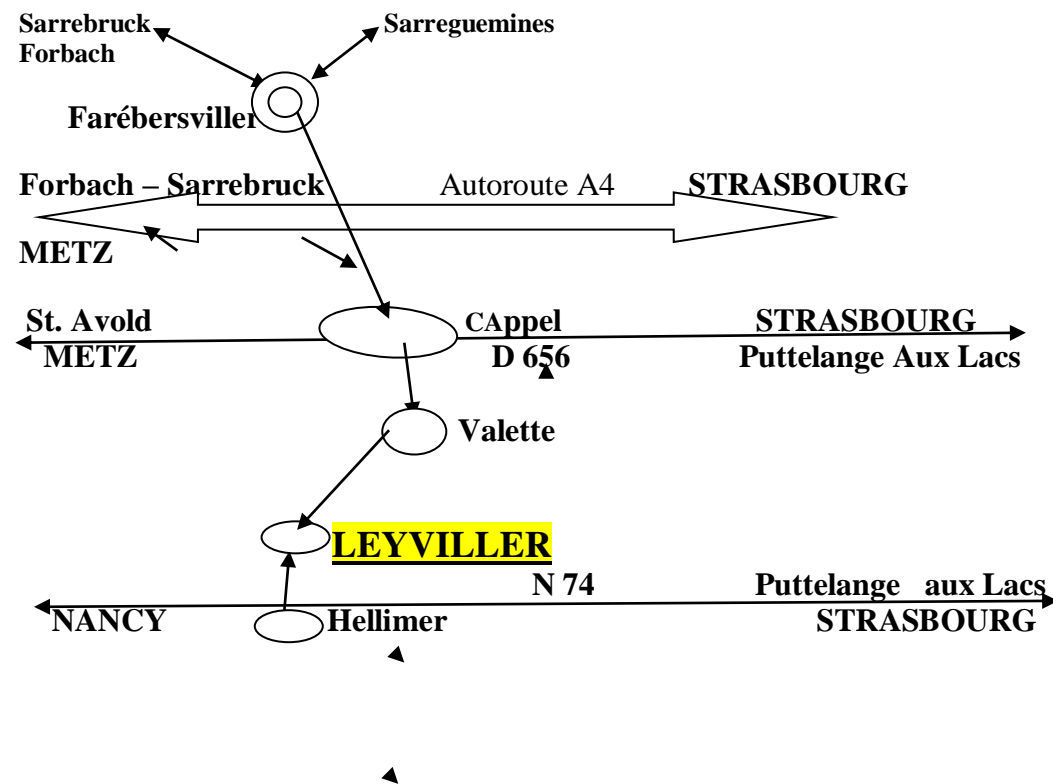 Sarrebruck Sarreguemines
Forbach
Farébersviller
Forbach – Sarrebruck Autoroute A4 STRASBOURG
METZ
St. Avold CAppel STRASBOURG
METZ D 656 Puttelange Aux Lacs
Valette
LEYVILLER
N 74 Puttelange aux Lacs
NANCY Hellimer STRASBOURG